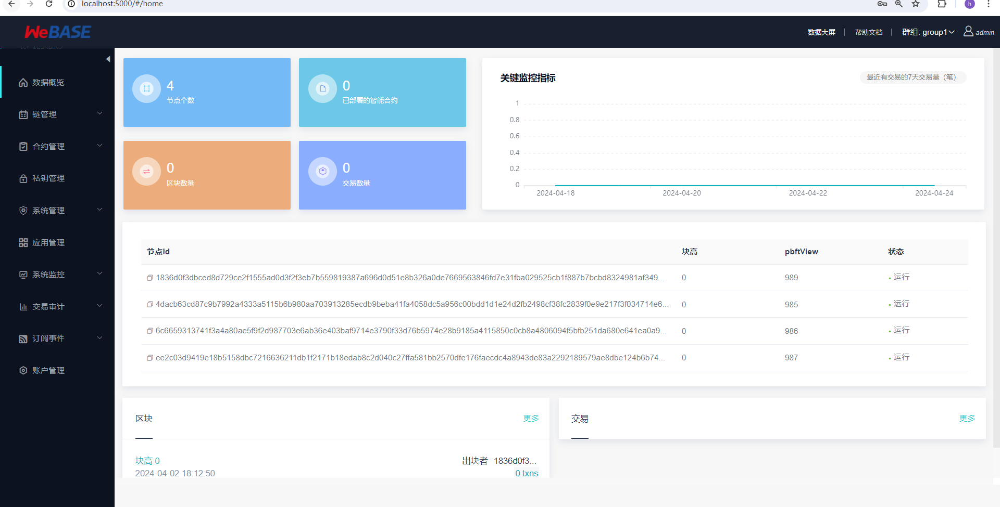 localhost:5000/#/home
h
WeBASE
数据大屏
帮助文档
群组: group1
admin
数据概览
链管理
合约管理
私钥管理
系统管理
应用管理
系统监控
交易审计
订阅事件
账户管理
4
节点个数
0
已部署的智能合约
0
区块数量
0
交易数量
关键监控指标
最近有交易的7天交易量（笔）
1
0.8
0.6
0.4
0.2
0
2024-04-18 2024-04-20 2024-04-22 2024-04-24
节点Id 块高 pbftView 状态
1836d0f3dbced8d729ce2f1555ad0d3f2f3eb7b559819387a696d0d51e8b326a0de7669563846fd7e31fba029525cb1f887b7bcbd8324981af349... 0 989 运行
4dacb63cd87c9b7992a4333a5115b6b980aa703913285ecdb9beba41fa4058dc5a956c00bdd1d1e24d2fb2498cf38fc2839f0e9e217f3f034714e6... 0 985 运行
6c6659313741f3a4a80ae5f9f2d987703e6ab36e403baf9714e3790f33d76b5974e28b9185a4115850c0cb8a4806094f5bfb251da680e641ea0a9... 0 986 运行
ee2c03d9419e18b5158dbc7216636211db1f2171b18edab8c2d040c27ffa581bb2570dfe176faecdc4a8943de83a2292189579ae8dbe124b6b74... 0 987 运行
区块
更多
块高 0
出块者 1836d0f3...
2024-04-02 18:12:50
0 txns
交易
更多